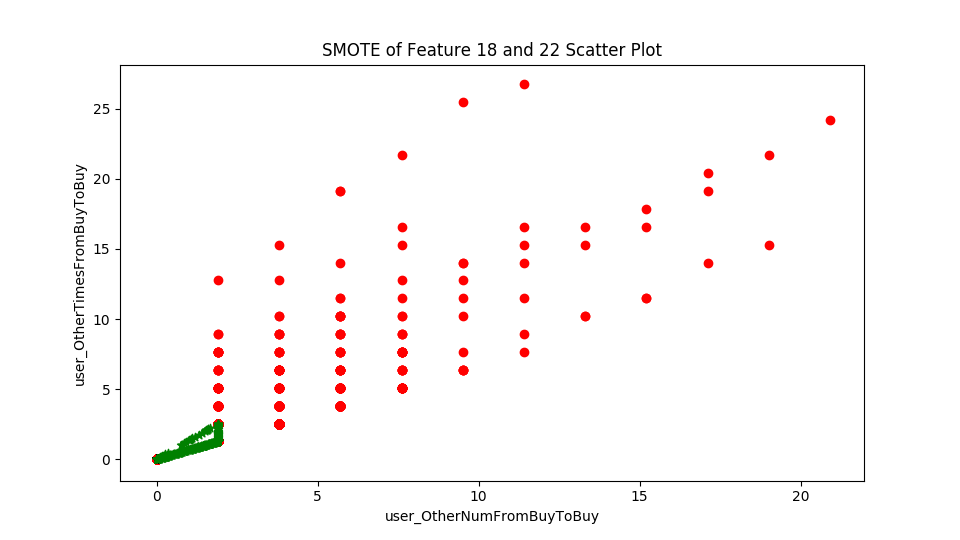 SMOTE of Feature 18 and 22 Scatter Plot
user_OtherTimesFromBuyToBuy
25
20
15
10
5
0
0 5 10 15 20
user_OtherNumFromBuyToBuy